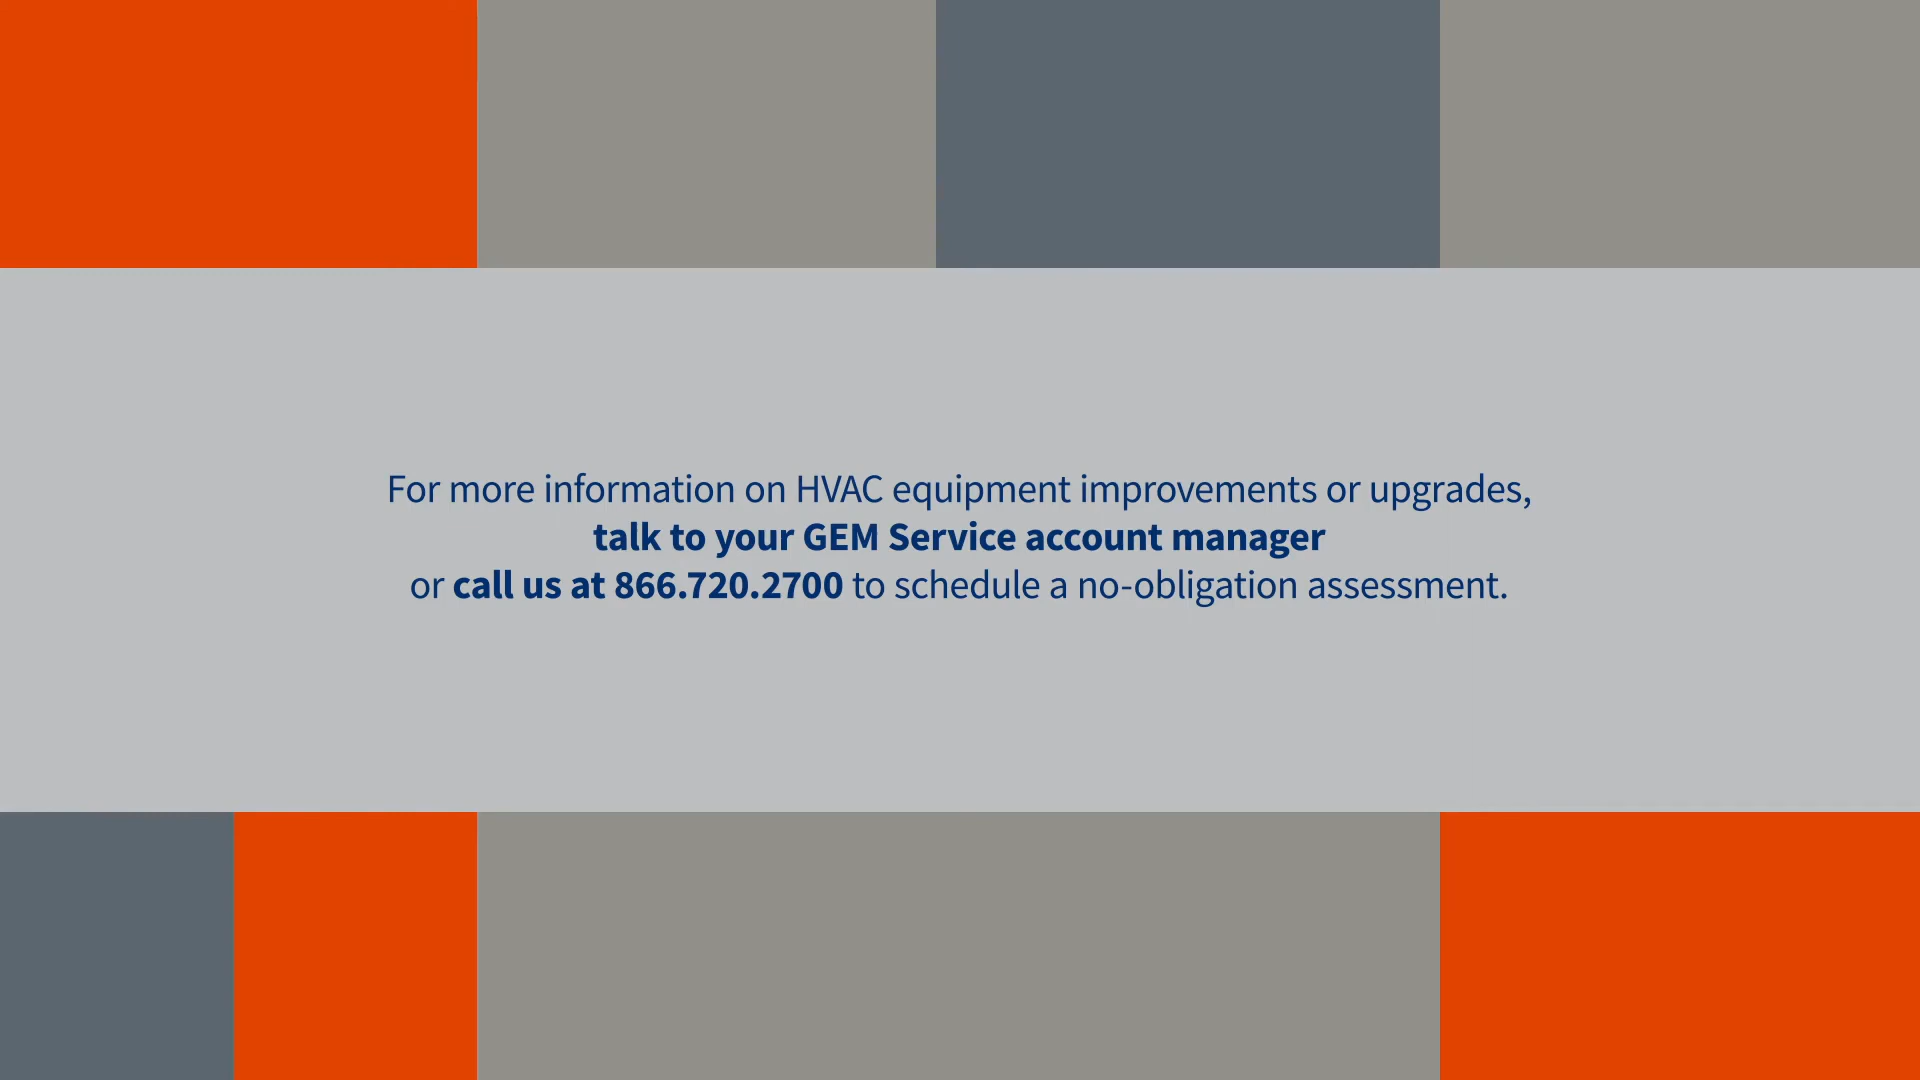 For more information on HVAC equipment improvements or upgrades,
talk to your GEM Service account manager
or call us at 866.720.2700 to schedule a no-obligation assessment.